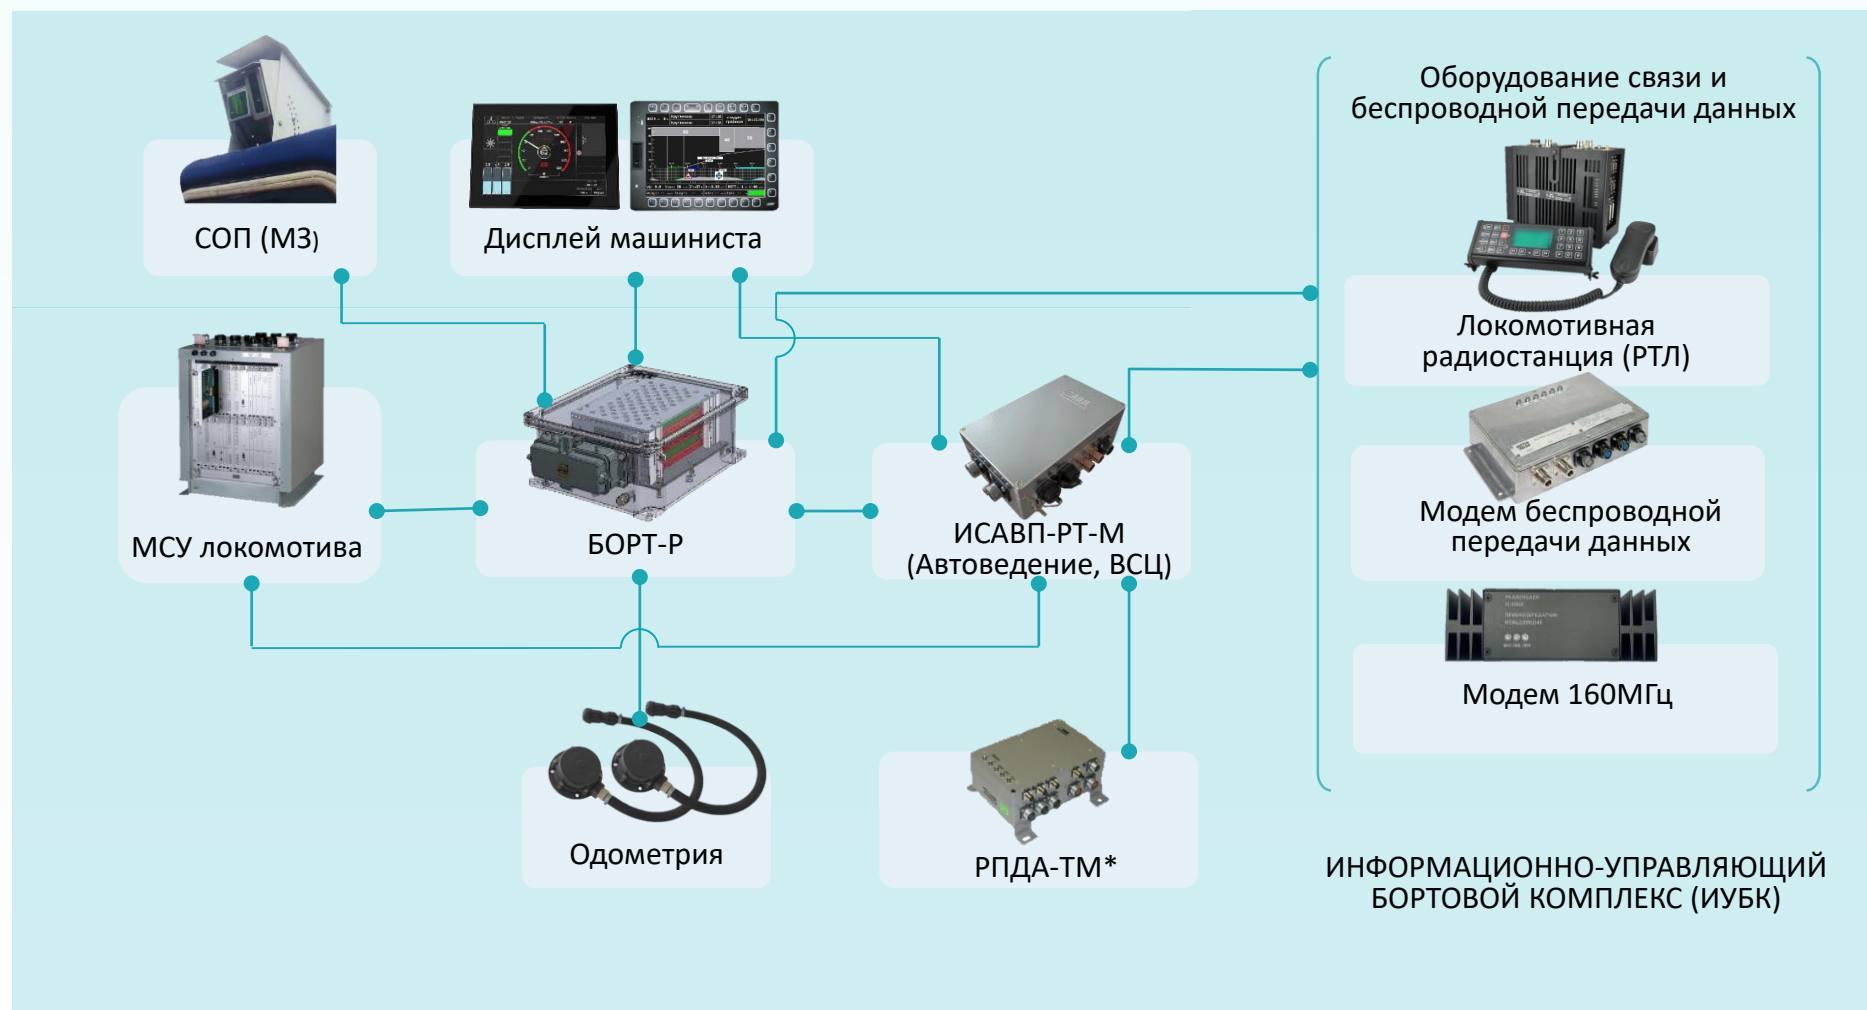 Оборудование связи и
беспроводной передачи данных
СОП (МЗ)
Дисплей машиниста
Локомотивная
радиостанция (РТЛ)
МСУ локомотива
БОРТ-Р
ИСАВП-РТ-М
(Автоведение, ВСЦ)
Модем беспроводной
передачи данных
Модем 160МГц
Одометрия
РПДА-ТМ*
ИНФОРМАЦИОННО-УПРАВЛЯЮЩИЙ
БОРТОВОЙ КОМПЛЕКС (ИУБК)